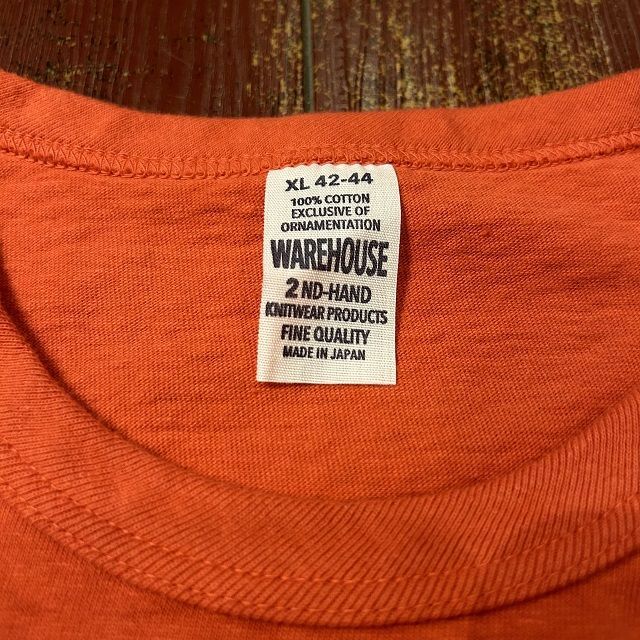 XL 42-44
100% COTTON
EXCLUSIVE OF
ORNAMENTATION
WAREHOUSE
2 ND-HAND
KNITWEAR PRODUCTS
FINE QUALITY
MADE IN JAPAN